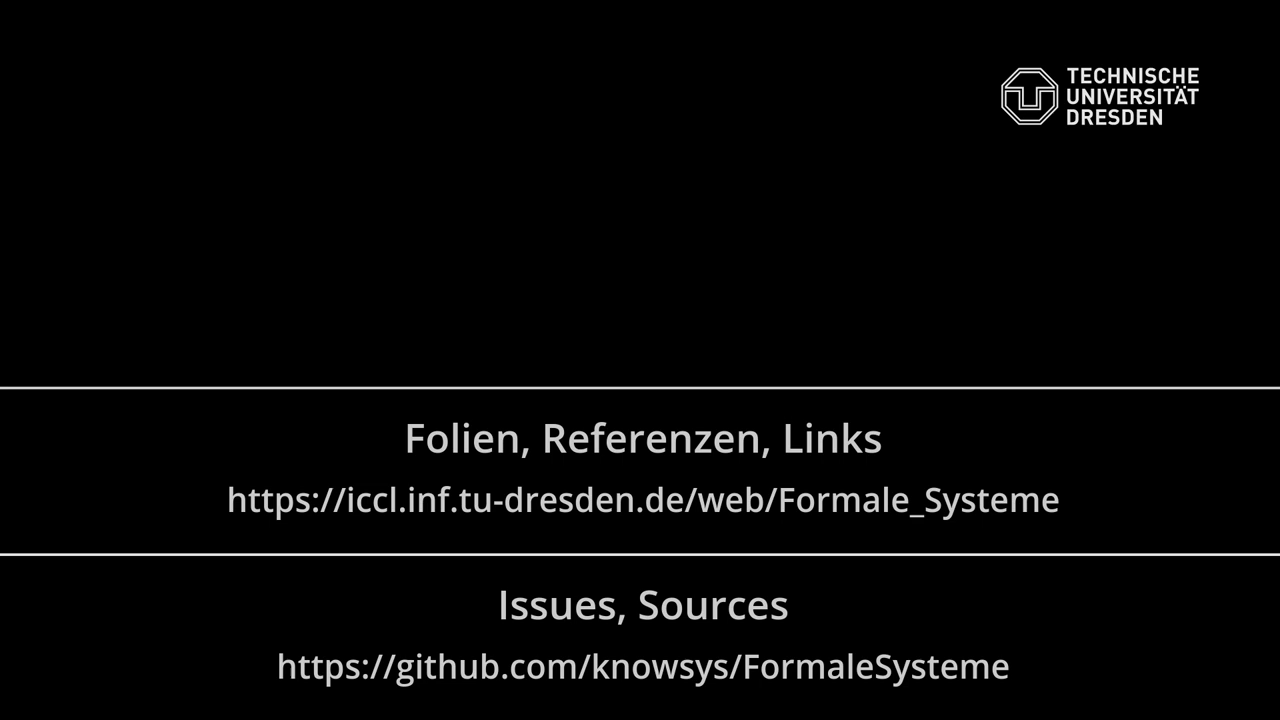 TECHNISCHE
UNIVERSITÄT
DRESDEN
Folien, Referenzen, Links
https://iccl.inf.tu-dresden.de/web/Formale_Systeme
Issues, Sources
https://github.com/knowsys/FormaleSysteme